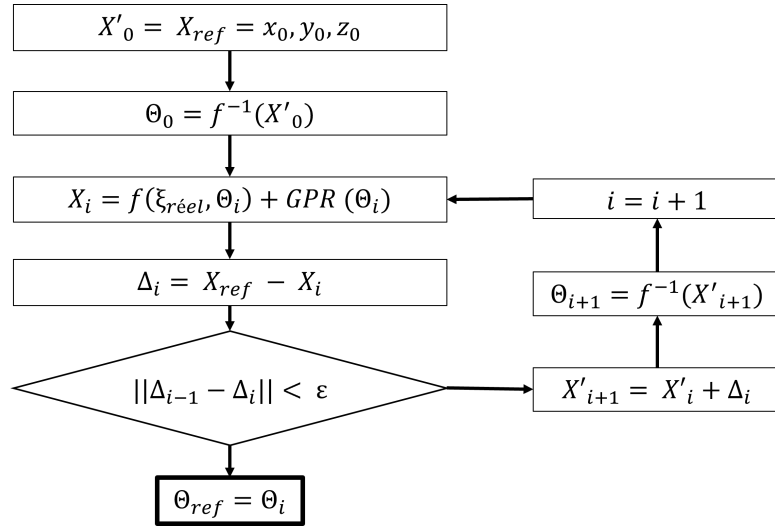 X'₀ = X_ref = x₀, y₀, z₀
Θ₀ = f⁻¹(X'₀)
X_i = f(ξ_réel, Θ_i) + GPR (Θ_i)
Δ_i = X_ref − X_i
||Δ_{i−1} − Δ_i|| < ε
Θ_ref = Θ_i
X'_{i+1} = X'_i + Δ_i
Θ_{i+1} = f⁻¹(X'_{i+1})
i = i + 1